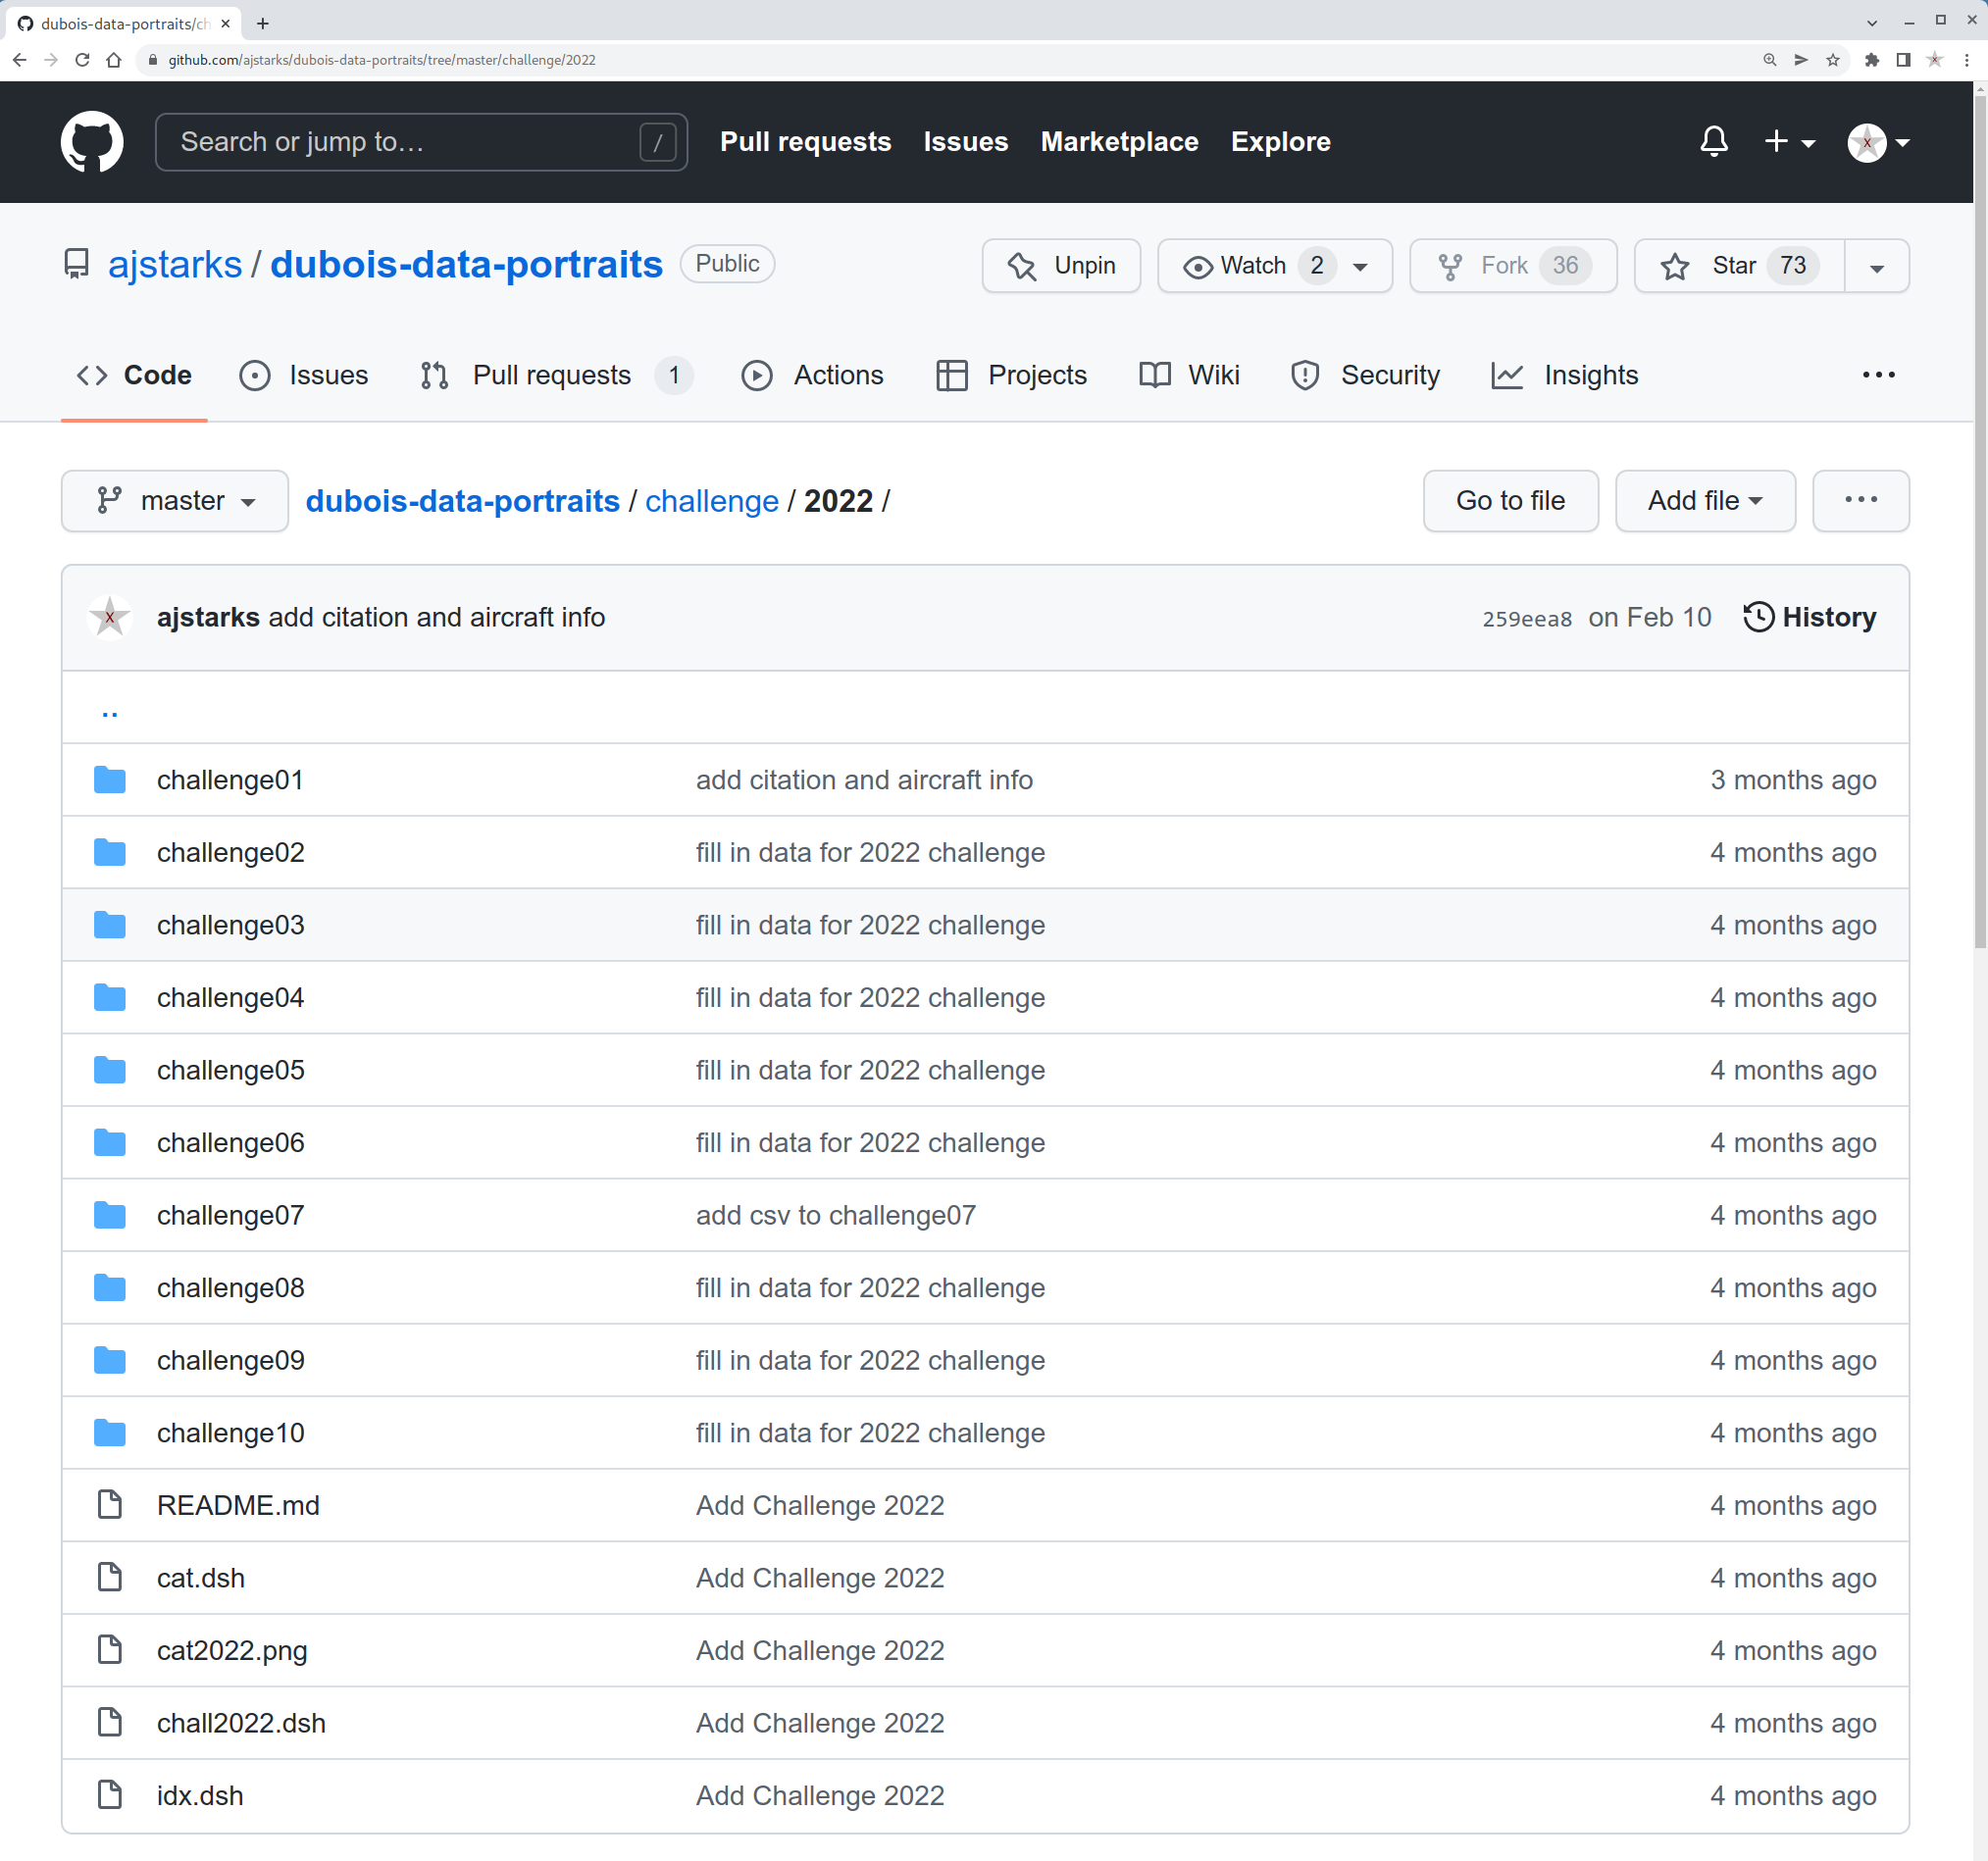 dubois-data-portraits/ch
github.com/ajstarks/dubois-data-portraits/tree/master/challenge/2022
Search or jump to… / Pull requests Issues Marketplace Explore
ajstarks / dubois-data-portraits Public Unpin Watch 2 Fork 36 Star 73
Code Issues Pull requests 1 Actions Projects Wiki Security Insights
master dubois-data-portraits / challenge / 2022 / Go to file Add file
ajstarks add citation and aircraft info 259eea8 on Feb 10 History
..
challenge01 add citation and aircraft info 3 months ago
challenge02 fill in data for 2022 challenge 4 months ago
challenge03 fill in data for 2022 challenge 4 months ago
challenge04 fill in data for 2022 challenge 4 months ago
challenge05 fill in data for 2022 challenge 4 months ago
challenge06 fill in data for 2022 challenge 4 months ago
challenge07 add csv to challenge07 4 months ago
challenge08 fill in data for 2022 challenge 4 months ago
challenge09 fill in data for 2022 challenge 4 months ago
challenge10 fill in data for 2022 challenge 4 months ago
README.md Add Challenge 2022 4 months ago
cat.dsh Add Challenge 2022 4 months ago
cat2022.png Add Challenge 2022 4 months ago
chall2022.dsh Add Challenge 2022 4 months ago
idx.dsh Add Challenge 2022 4 months ago